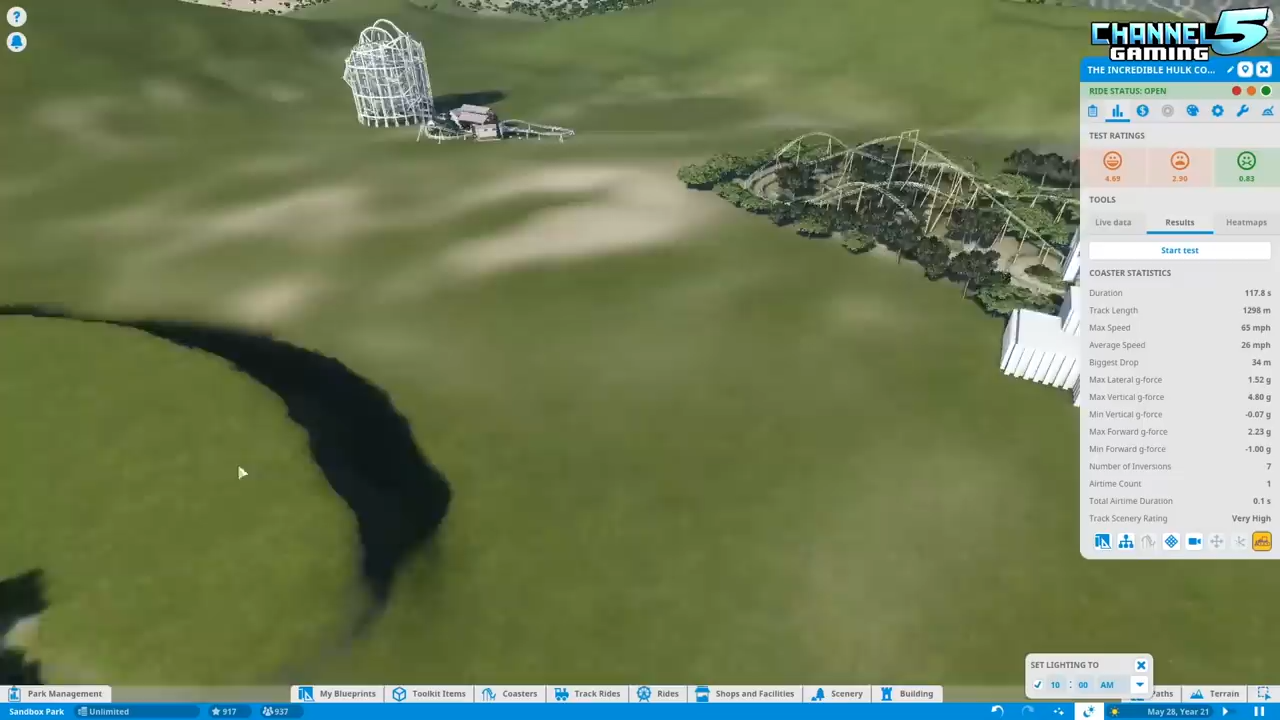 CHANNEL 5
GAMING
THE INCREDIBLE HULK CO...
RIDE STATUS: OPEN
TEST RATINGS
4.69 2.90 0.83
TOOLS
Live data Results Heatmaps
Start test
COASTER STATISTICS
Duration 117.8 s
Track Length 1298 m
Max Speed 65 mph
Average Speed 26 mph
Biggest Drop 34 m
Max Lateral g-force 1.52 g
Max Vertical g-force 4.80 g
Min Vertical g-force -0.07 g
Max Forward g-force 2.23 g
Min Forward g-force -1.00 g
Number of Inversions 7
Airtime Count 1
Total Airtime Duration 0.1 s
Track Scenery Rating Very High
SET LIGHTING TO
10 : 00 AM
Park Management My Blueprints Toolkit Items Coasters Track Rides Rides Shops and Facilities Scenery Building Paths Terrain
Sandbox Park Unlimited 917 937 May 28, Year 21